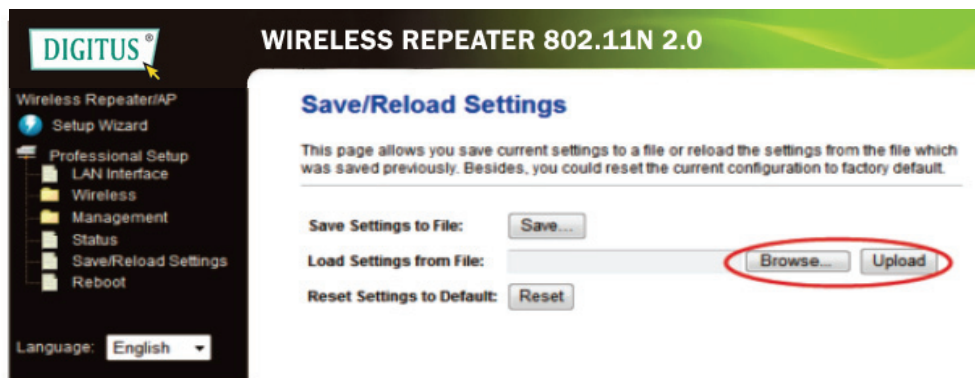 DIGITUS®
WIRELESS REPEATER 802.11N 2.0
Wireless Repeater/AP
Setup Wizard
Professional Setup
LAN Interface
Wireless
Management
Status
Save/Reload Settings
Reboot
Language: English
Save/Reload Settings
This page allows you save current settings to a file or reload the settings from the file which
was saved previously. Besides, you could reset the current configuration to factory default.
Save Settings to File: Save...
Load Settings from File: Browse... Upload
Reset Settings to Default: Reset